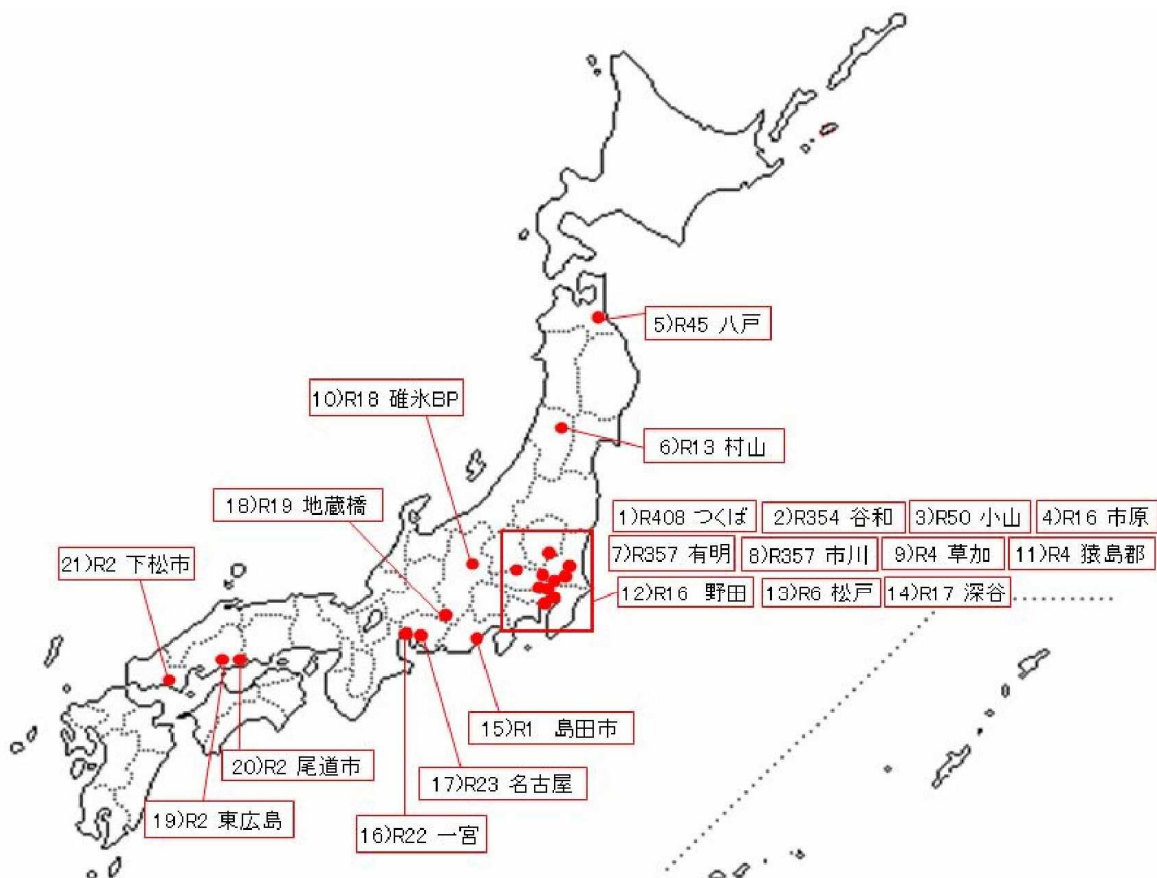 5)R45 八戸
10)R18 碓氷BP
6)R13 村山
18)R19 地蔵橋
1)R408 つくば
2)R354 谷和
3)R50 小山
4)R16 市原
21)R2 下松市
7)R357 有明
8)R357 市川
9)R4 草加
11)R4 猿島郡
12)R16 野田
13)R6 松戸
14)R17 深谷
15)R1 島田市
20)R2 尾道市
17)R23 名古屋
19)R2 東広島
16)R22 一宮